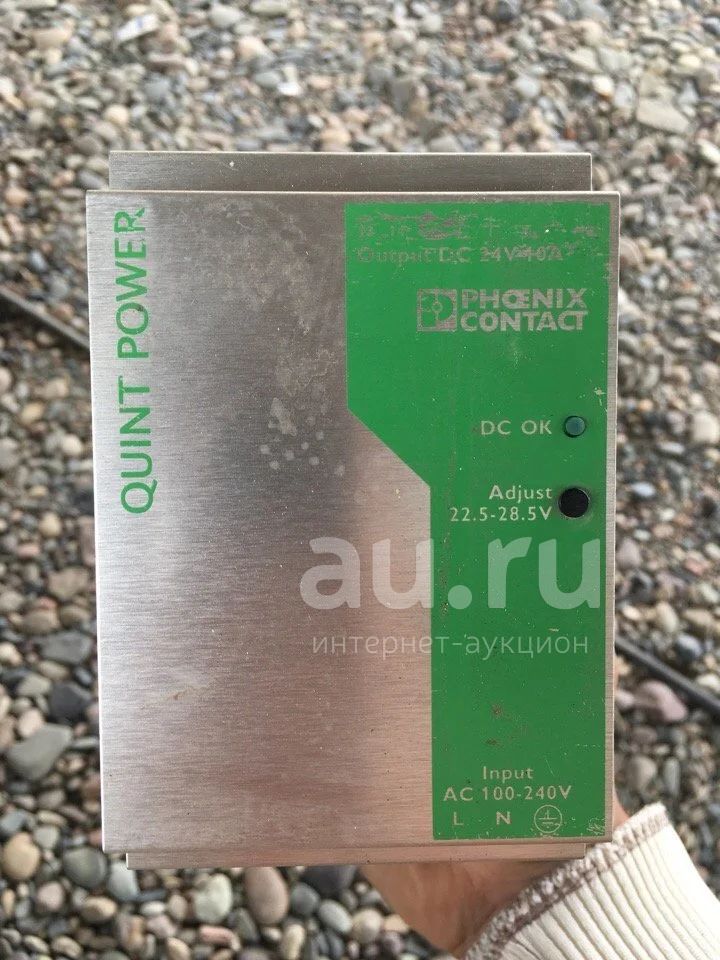 QUINT POWER
Output DC 24V 10A
PHŒNIX
CONTACT
DC OK
Adjust
22.5-28.5V
au.ru
интернет-аукцион
Input
AC 100-240V
L N